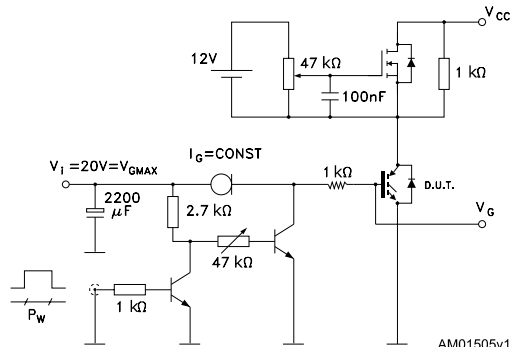 V_CC
12V
47 kΩ
1 kΩ
100nF
V_i =20V=V_GMAX
I_G=CONST
1 kΩ
D.U.T.
2200
μF
2.7 kΩ
V_G
47 kΩ
1 kΩ
P_W
AM01505v1